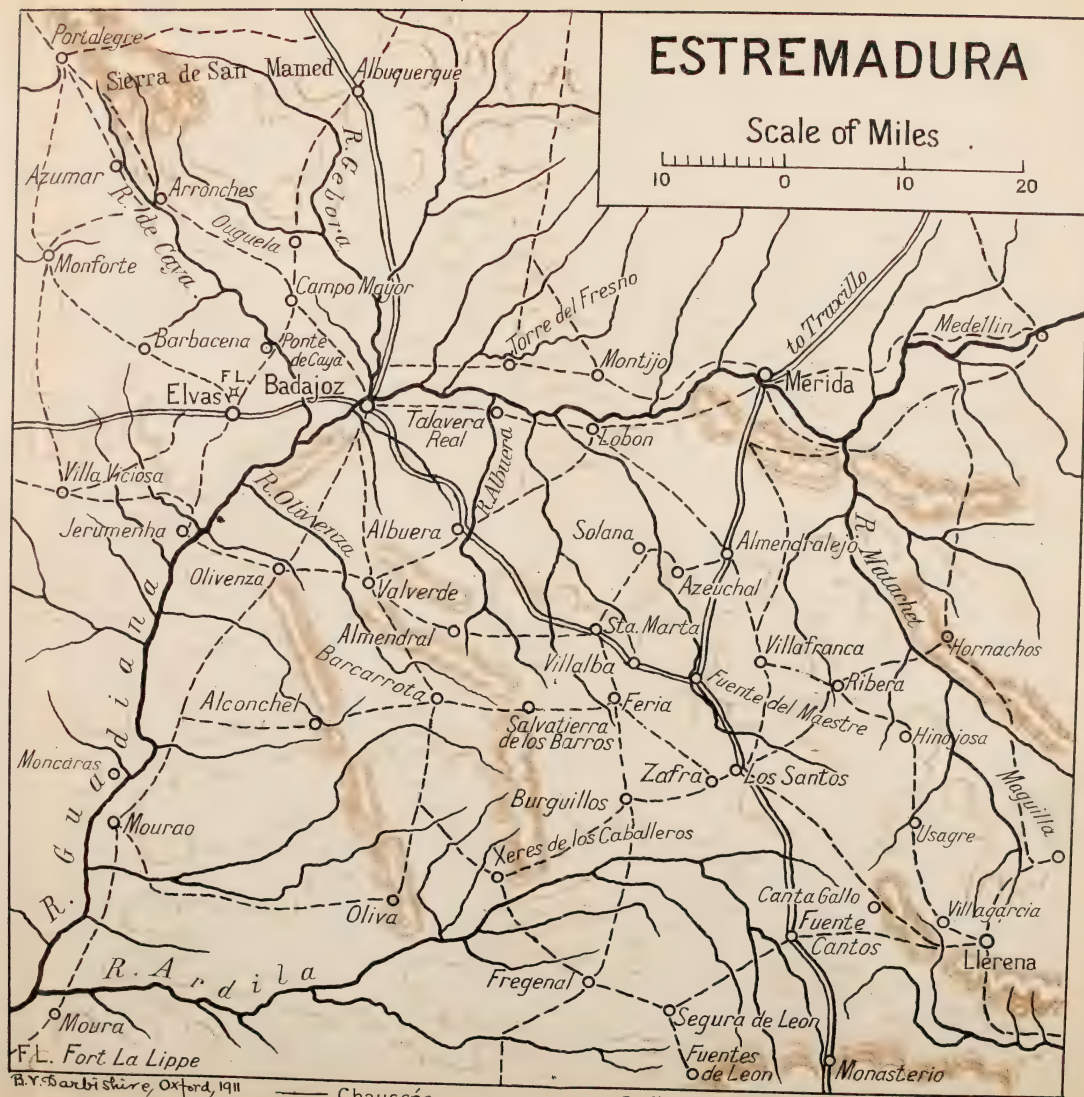 ESTREMADURA
Scale of Miles
10 0 10 20
Portalegre
Sierra de San Mamed
Albuquerque
R. Gebora
Azumar
Arronches
R. de Caya
Ouguela
Monforte
Campo Mayor
to Truxillo
Torre del Fresno
Medellin
Barbacena
Ponte
de Caya
Montijo
Merida
F L
Elvas
Badajoz
Talavera
Real
Lobon
R. Albuera
Villa Viciosa
R. Olivenza
Jerumenha
Albuera
Solana
Almendralejo
R. Matachel
Olivenza
Valverde
Azeuchal
Almendral
Sta. Marta
Hornachos
Villalba
Villafranca
Barcarrota
Ribera
Alconchel
Feria
Fuente del Maestre
Salvatierra
de los Barros
Hinojosa
R. Guadiana
Moncaras
Zafra
Los Santos
Maguilla
Burguillos
Mourao
Usagre
Xeres de los Caballeros
Oliva
Canta Gallo
Villagarcia
Fuente
Cantos
Llerena
R. Ardila
Fregenal
Segura de Leon
Moura
F.L. Fort La Lippe
Fuentes
de Leon
Monasterio
B.V. Darbishire, Oxford, 1911